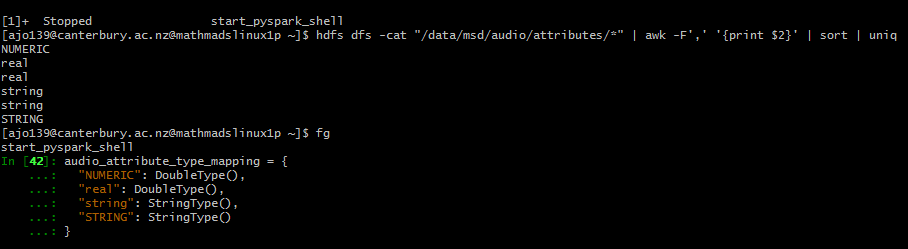 [1]+  Stopped                 start_pyspark_shell
[ajo139@canterbury.ac.nz@mathmadslinux1p ~]$ hdfs dfs -cat "/data/msd/audio/attributes/*" | awk -F',' '{print $2}' | sort | uniq
NUMERIC
real
real
string
string
STRING
[ajo139@canterbury.ac.nz@mathmadslinux1p ~]$ fg
start_pyspark_shell
In [42]: audio_attribute_type_mapping = {
    ...:   "NUMERIC": DoubleType(),
    ...:   "real": DoubleType(),
    ...:   "string": StringType(),
    ...:   "STRING": StringType()
    ...: }